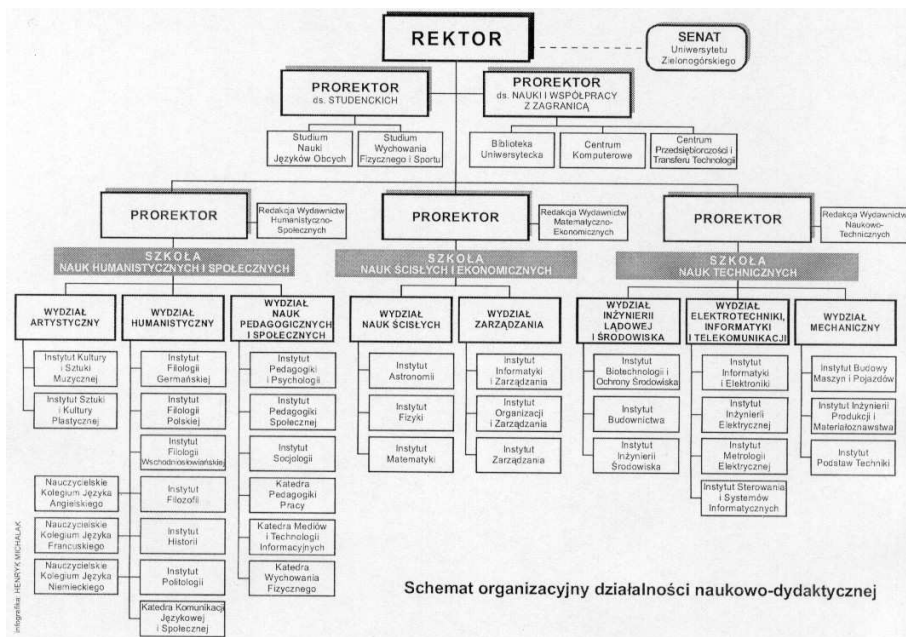 REKTOR
SENAT
Uniwersytetu
Zielonogórskiego
PROREKTOR
ds. STUDENCKICH
PROREKTOR
ds. NAUKI I WSPÓŁPRACY
Z ZAGRANICĄ
Studium
Nauki
Języków Obcych
Studium
Wychowania
Fizycznego i Sportu
Biblioteka
Uniwersytecka
Centrum
Komputerowe
Centrum
Przedsiębiorczości i
Transferu Technologii
PROREKTOR
Redakcja Wydawnictw
Humanistyczno-
Społecznych
PROREKTOR
Redakcja Wydawnictw
Matematyczno-
Ekonomicznych
PROREKTOR
Redakcja Wydawnictw
Naukowo-
Technicznych
SZKOŁA
NAUK HUMANISTYCZNYCH I SPOŁECZNYCH
SZKOŁA
NAUK ŚCISŁYCH I EKONOMICZNYCH
SZKOŁA
NAUK TECHNICZNYCH
WYDZIAŁ
ARTYSTYCZNY
WYDZIAŁ
HUMANISTYCZNY
WYDZIAŁ
NAUK
PEDAGOGICZNYCH
I SPOŁECZNYCH
WYDZIAŁ
NAUK ŚCISŁYCH
WYDZIAŁ
ZARZĄDZANIA
WYDZIAŁ
INŻYNIERII
LĄDOWEJ
I ŚRODOWISKA
WYDZIAŁ
ELEKTROTECHNIKI,
INFORMATYKI
I TELEKOMUNIKACJI
WYDZIAŁ
MECHANICZNY
Instytut Kultury
i Sztuki
Muzycznej
Instytut Sztuki
i Kultury
Plastycznej
Nauczycielskie
Kolegium Języka
Angielskiego
Nauczycielskie
Kolegium Języka
Francuskiego
Nauczycielskie
Kolegium Języka
Niemieckiego
Instytut
Filologii
Germańskiej
Instytut
Filologii
Polskiej
Instytut
Filologii
Wschodniosłowiańskiej
Instytut
Filozofii
Instytut
Historii
Instytut
Politologii
Katedra Komunikacji
Językowej
i Społecznej
Instytut
Pedagogiki
i Psychologii
Instytut
Pedagogiki
Społecznej
Instytut
Socjologii
Katedra
Pedagogiki
Pracy
Katedra Mediów
i Technologii
Informacyjnych
Katedra
Wychowania
Fizycznego
Instytut
Astronomii
Instytut
Fizyki
Instytut
Matematyki
Instytut
Informatyki
i Zarządzania
Instytut
Organizacji
i Zarządzania
Instytut
Zarządzania
Instytut
Biotechnologii i
Ochrony Środowiska
Instytut
Budownictwa
Instytut
Inżynierii
Środowiska
Instytut
Informatyki
i Elektroniki
Instytut
Inżynierii
Elektrycznej
Instytut
Metrologii
Elektrycznej
Instytut Sterowania
i Systemów
Informatycznych
Instytut Budowy
Maszyn i Pojazdów
Instytut Inżynierii
Produkcji i
Materiałoznawstwa
Instytut
Podstaw Techniki
Infografika: HENRYK MICHALAK
Schemat organizacyjny działalności naukowo-dydaktycznej